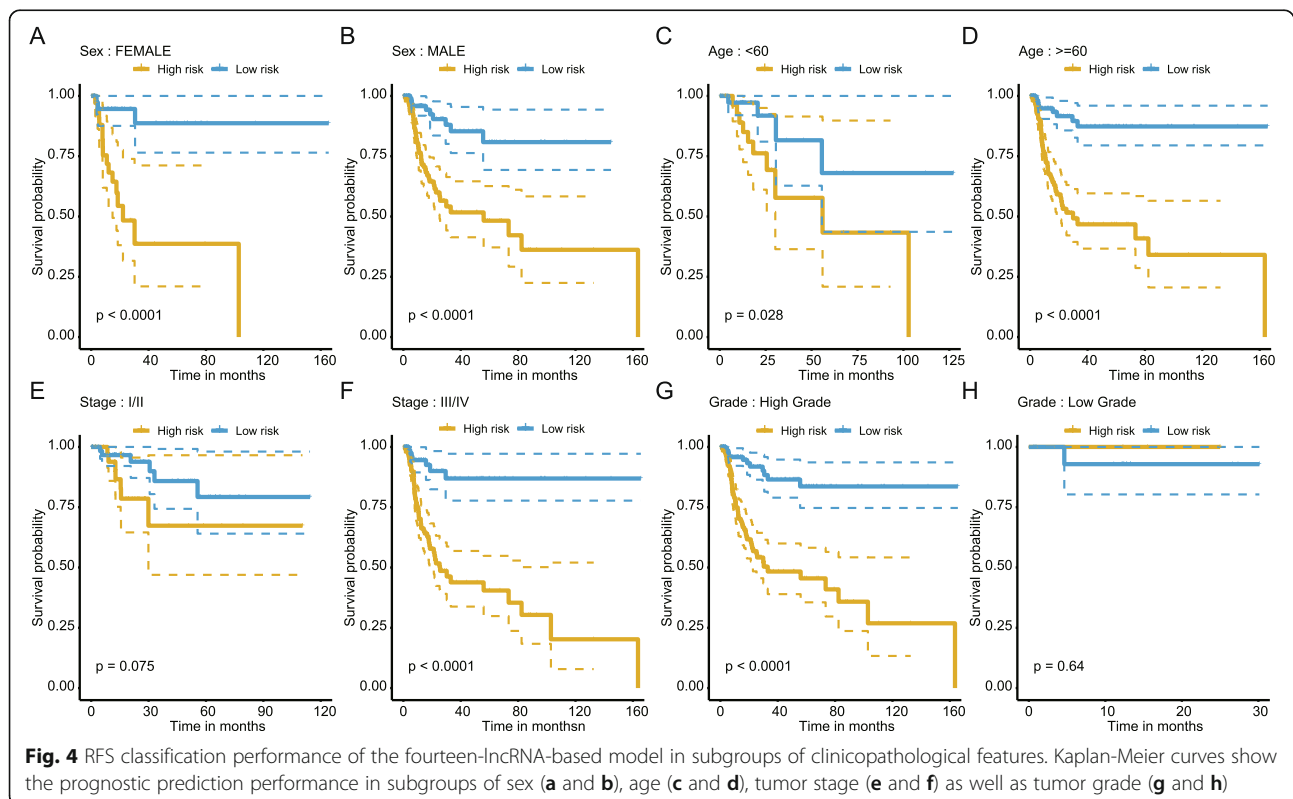 A
Sex : FEMALE
High risk Low risk
Survival probability
1.00
0.75
0.50
0.25
0.00
p < 0.0001
0 40 80 120 160
Time in months
B
Sex : MALE
High risk Low risk
Survival probability
1.00
0.75
0.50
0.25
0.00
p < 0.0001
0 40 80 120 160
Time in months
C
Age : <60
High risk Low risk
Survival probability
1.00
0.75
0.50
0.25
0.00
p = 0.028
0 25 50 75 100 125
Time in months
D
Age : >=60
High risk Low risk
Survival probability
1.00
0.75
0.50
0.25
0.00
p < 0.0001
0 40 80 120 160
Time in months
E
Stage : I/II
High risk Low risk
Survival probability
1.00
0.75
0.50
0.25
0.00
p = 0.075
0 30 60 90 120
Time in months
F
Stage : III/IV
High risk Low risk
Survival probability
1.00
0.75
0.50
0.25
0.00
p < 0.0001
0 40 80 120 160
Time in monthsn
G
Grade : High Grade
High risk Low risk
Survival probability
1.00
0.75
0.50
0.25
0.00
p < 0.0001
0 40 80 120 160
Time in months
H
Grade : Low Grade
High risk Low risk
Survival probability
1.00
0.75
0.50
0.25
0.00
p = 0.64
0 10 20 30
Time in months
Fig. 4 RFS classification performance of the fourteen-lncRNA-based model in subgroups of clinicopathological features. Kaplan-Meier curves show
the prognostic prediction performance in subgroups of sex (a and b), age (c and d), tumor stage (e and f) as well as tumor grade (g and h)